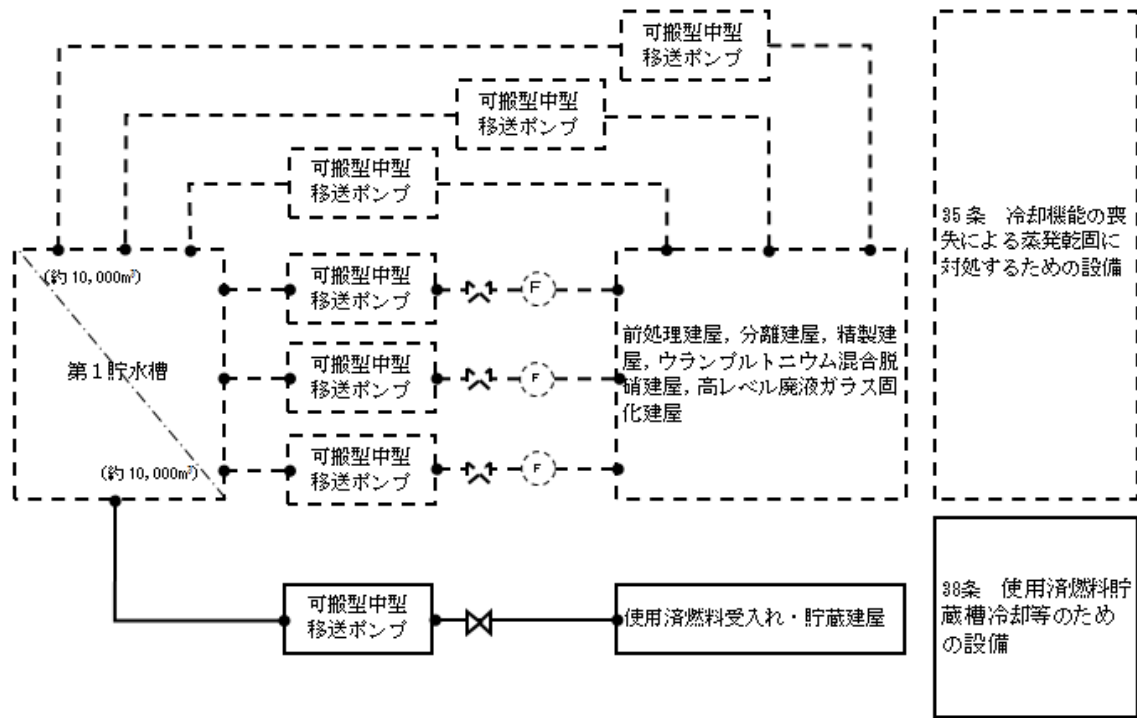 可搬型中型
移送ポンプ
可搬型中型
移送ポンプ
可搬型中型
移送ポンプ
(約10,000m³)
第1貯水槽
(約10,000m³)
可搬型中型
移送ポンプ
F
可搬型中型
移送ポンプ
F
可搬型中型
移送ポンプ
F
前処理建屋, 分離建屋, 精製建
屋, ウランプルトニウム混合脱
硝建屋, 高レベル廃液ガラス固
化建屋
35条 冷却機能の喪
失による蒸発乾固に
対処するための設備
可搬型中型
移送ポンプ
使用済燃料受入れ・貯蔵建屋
38条 使用済燃料貯
蔵槽冷却等のため
の設備